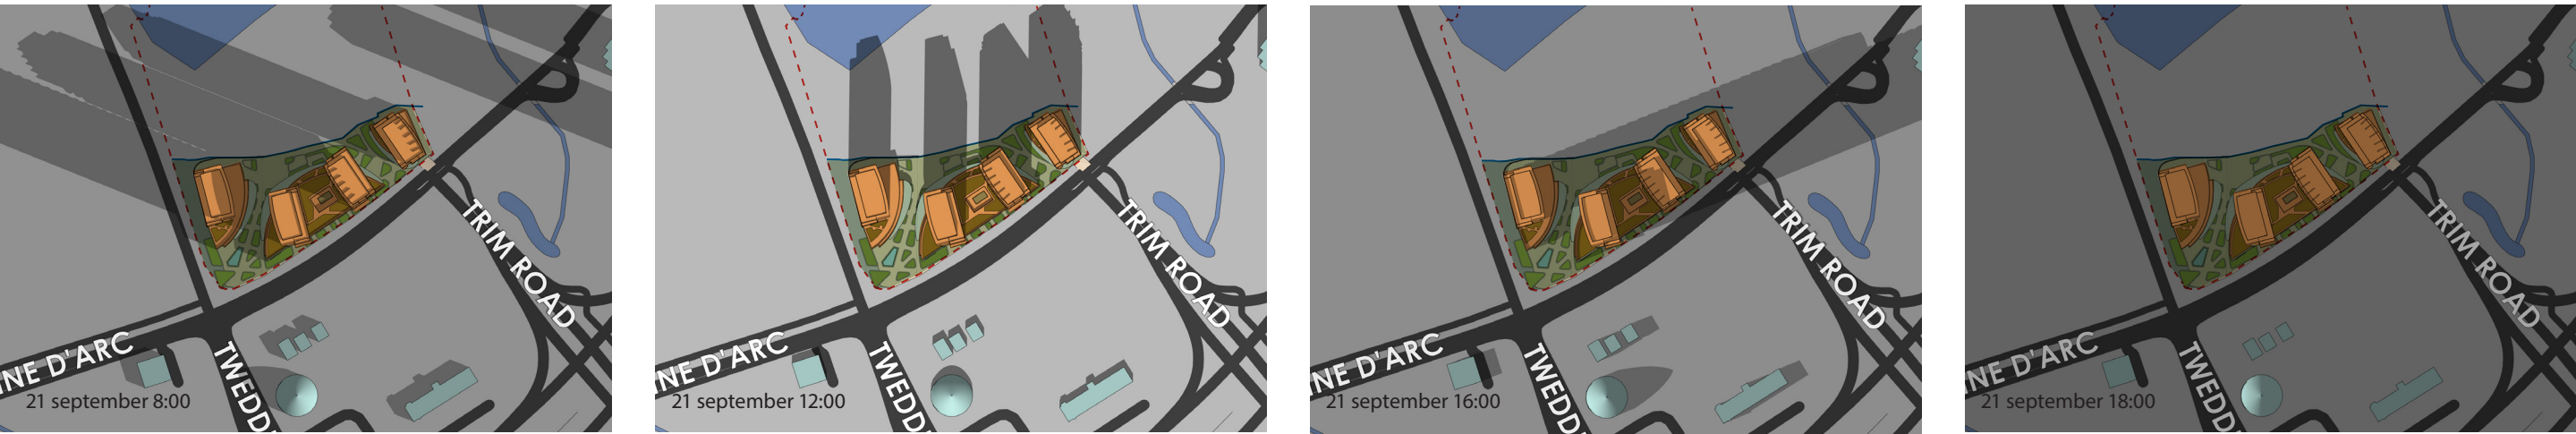 TRIM ROAD
NE D'ARC
TWEDD
21 september 8:00
TRIM ROAD
NE D'ARC
TWEDD
21 september 12:00
TRIM ROAD
NE D'ARC
TWEDD
21 september 16:00
TRIM ROAD
NE D'ARC
TWEDD
21 september 18:00